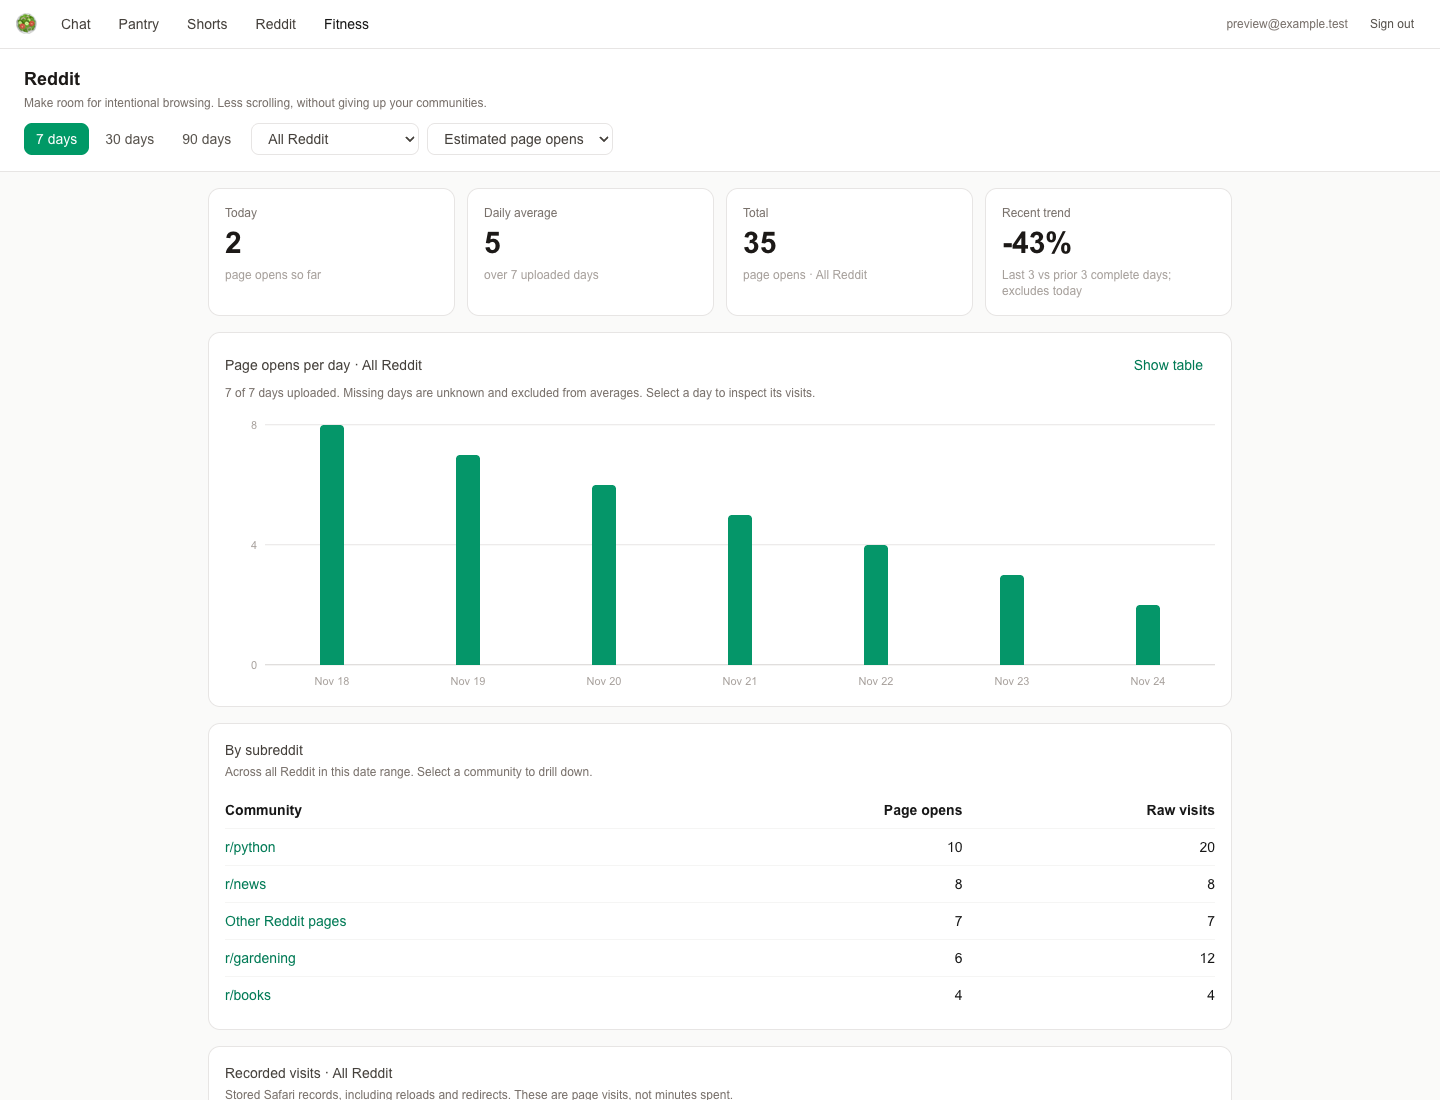 Chat
Pantry
Shorts
Reddit
Fitness
preview@example.test
Sign out
Reddit
Make room for intentional browsing. Less scrolling, without giving up your communities.
7 days
30 days
90 days
All Reddit
Estimated page opens
Today
2
page opens so far
Daily average
5
over 7 uploaded days
Total
35
page opens · All Reddit
Recent trend
-43%
Last 3 vs prior 3 complete days;
excludes today
Page opens per day · All Reddit
Show table
7 of 7 days uploaded. Missing days are unknown and excluded from averages. Select a day to inspect its visits.
8
4
0
Nov 18
Nov 19
Nov 20
Nov 21
Nov 22
Nov 23
Nov 24
By subreddit
Across all Reddit in this date range. Select a community to drill down.
Community Page opens Raw visits
r/python 10 20
r/news 8 8
Other Reddit pages 7 7
r/gardening 6 12
r/books 4 4
Recorded visits · All Reddit
Stored Safari records, including reloads and redirects. These are page visits, not minutes spent.